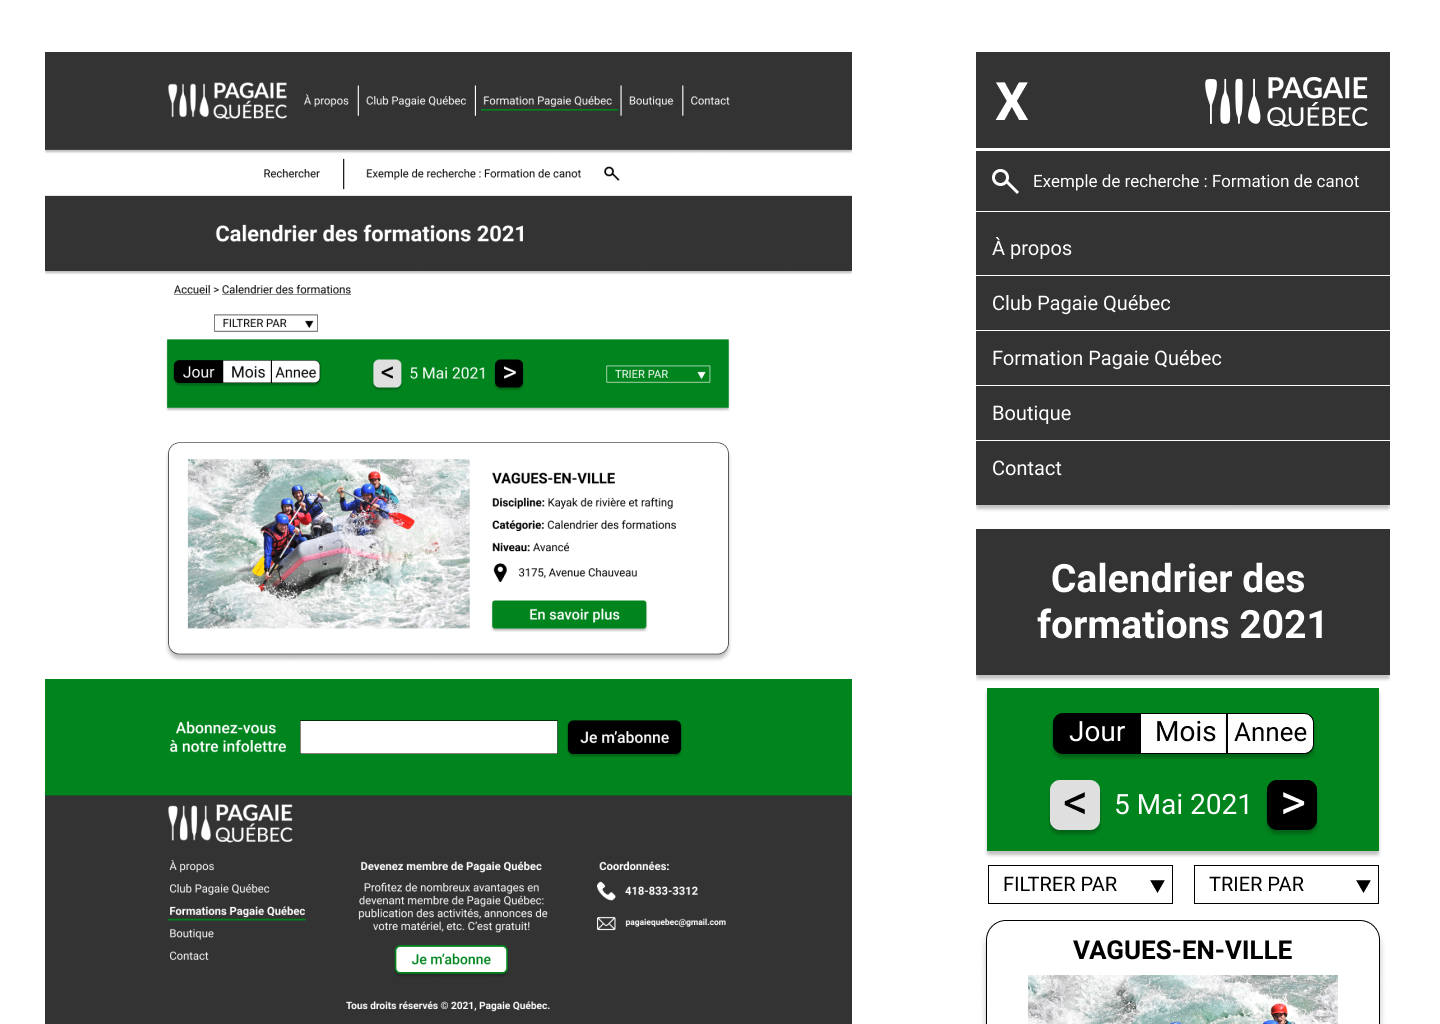 PAGAIE
QUÉBEC
À propos
Club Pagaie Québec
Formation Pagaie Québec
Boutique
Contact
Rechercher
Exemple de recherche : Formation de canot
Calendrier des formations 2021
Accueil > Calendrier des formations
FILTRER PAR
Jour
Mois
Annee
<
5 Mai 2021
>
TRIER PAR
VAGUES-EN-VILLE
Discipline: Kayak de rivière et rafting
Catégorie: Calendrier des formations
Niveau: Avancé
3175, Avenue Chauveau
En savoir plus
Abonnez-vous
à notre infolettre
Je m’abonne
PAGAIE
QUÉBEC
À propos
Club Pagaie Québec
Formations Pagaie Québec
Boutique
Contact
Devenez membre de Pagaie Québec
Profitez de nombreux avantages en
devenant membre de Pagaie Québec:
publication des activités, annonces de
votre matériel, etc. C’est gratuit!
Je m’abonne
Coordonnées:
418-833-3312
pagaiequebec@gmail.com
Tous droits réservés © 2021, Pagaie Québec.
X
PAGAIE
QUÉBEC
Exemple de recherche : Formation de canot
À propos
Club Pagaie Québec
Formation Pagaie Québec
Boutique
Contact
Calendrier des
formations 2021
Jour
Mois
Annee
<
5 Mai 2021
>
FILTRER PAR
TRIER PAR
VAGUES-EN-VILLE